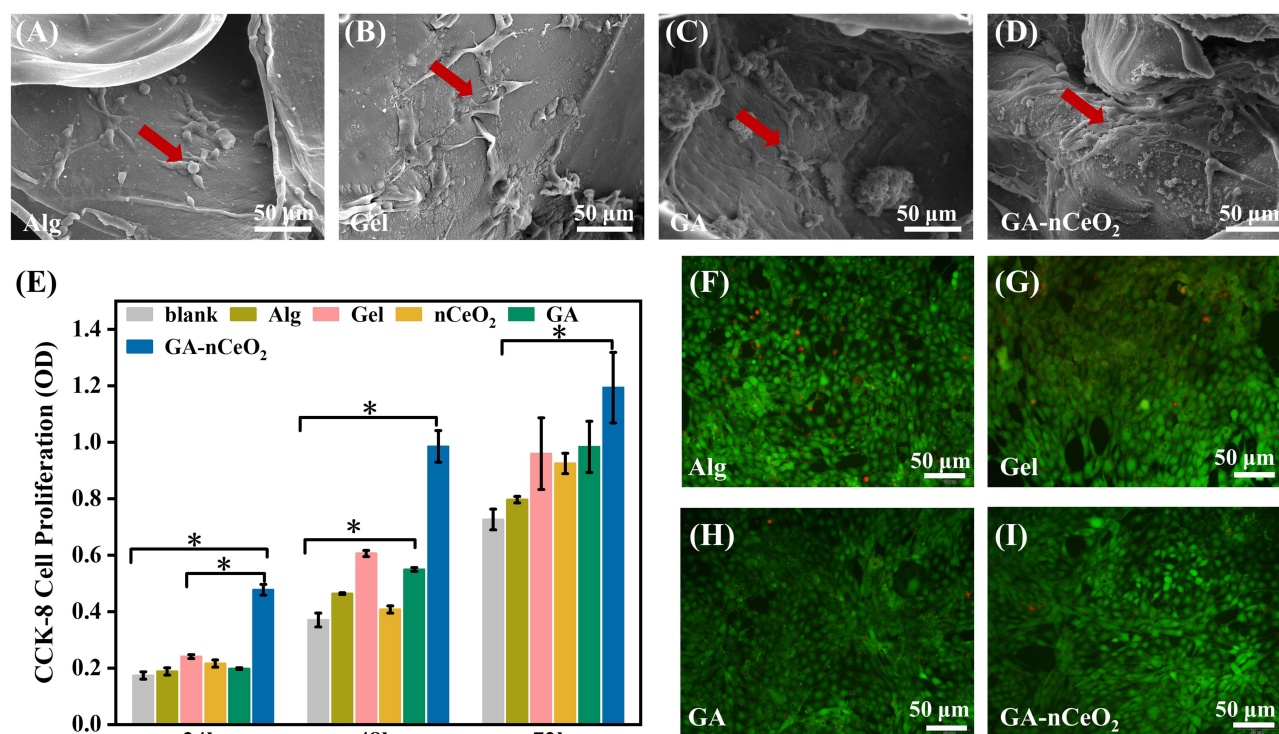 (A)
Alg
50 μm
(B)
Gel
50 μm
(C)
GA
50 μm
(D)
GA-nCeO₂
50 μm
(E)
blank Alg Gel nCeO₂ GA
GA-nCeO₂
CCK-8 Cell Proliferation (OD)
1.4
1.2
1.0
0.8
0.6
0.4
0.2
0.0
*
*
*
*
*
(F)
Alg
50 μm
(G)
Gel
50 μm
(H)
GA
50 μm
(I)
GA-nCeO₂
50 μm